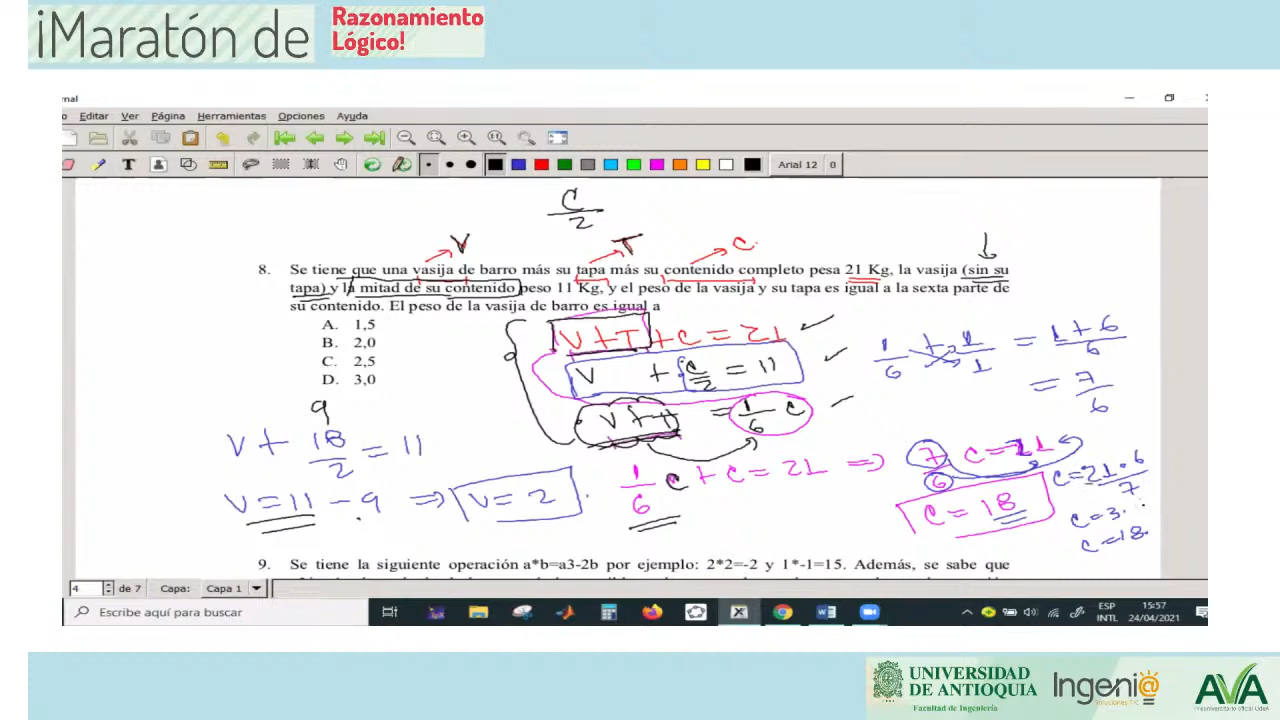 ¡Maratón de
Razonamiento
Lógico!
rnal
Editar Ver Página Herramientas Opciones Ayuda
T
Arial 12 0
C
2
V
T
C
8. Se tiene que una vasija de barro más su tapa más su contenido completo pesa 21 Kg, la vasija (sin su
tapa) y la mitad de su contenido peso 11 Kg, y el peso de la vasija y su tapa es igual a la sexta parte de
su contenido. El peso de la vasija de barro es igual a
A. 1,5
B. 2,0
C. 2,5
D. 3,0
V + T + C = 21
V + C/2 = 11
V + T = 1/6 C
1/6 + 1/1 = 1+6/6
= 7/6
9
V + 18/2 = 11
V = 11 - 9 ⇒ V = 2
1/6 C + C = 21 ⇒ 7/6 C = 21
C = 18
C = 21·6/7
C = 3·
C = 18.
9. Se tiene la siguiente operación a*b=a3-2b por ejemplo: 2*2=-2 y 1*-1=15. Además, se sabe que
4 de 7 Capa: Capa 1
Escribe aquí para buscar
ESP
INTL
15:57
24/04/2021
UNIVERSIDAD
DE ANTIOQUIA
Facultad de Ingeniería
Ingeni@
Soluciones TIC
AVA